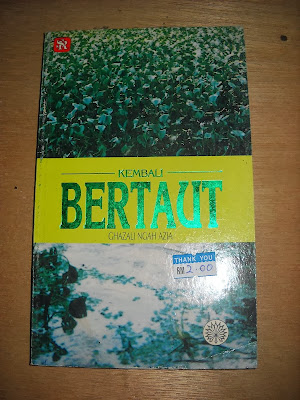 KEMBALI
BERTAUT
GHAZALI NGAH AZIA
THANK YOU
RM 2.00